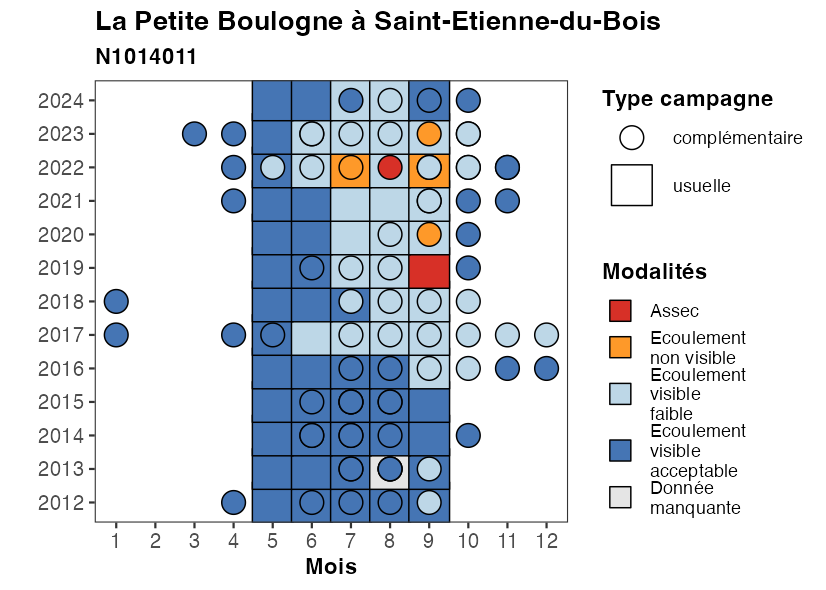 La Petite Boulogne à Saint-Etienne-du-Bois
N1014011
2024
2023
2022
2021
2020
2019
2018
2017
2016
2015
2014
2013
2012
1 2 3 4 5 6 7 8 9 10 11 12
Mois
Type campagne
complémentaire
usuelle
Modalités
Assec
Ecoulement
non visible
Ecoulement
visible
faible
Ecoulement
visible
acceptable
Donnée
manquante